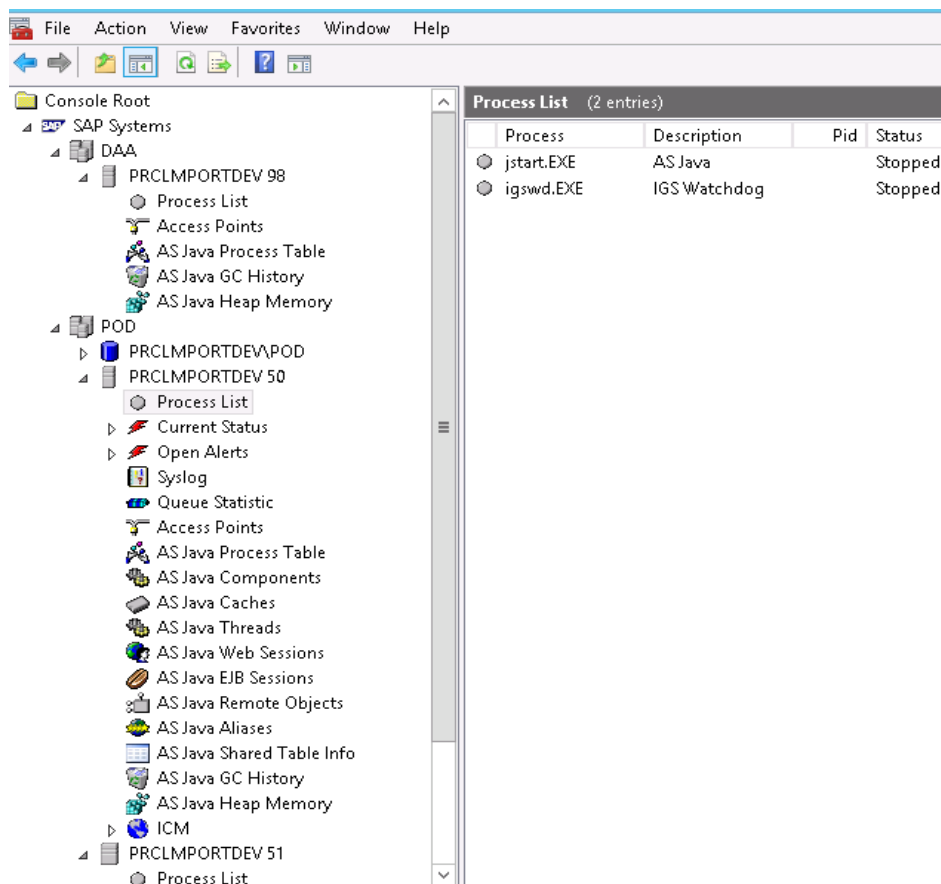 File Action View Favorites Window Help
Console Root
SAP Systems
DAA
PRCLMPORTDEV 98
Process List
Access Points
AS Java Process Table
AS Java GC History
AS Java Heap Memory
POD
PRCLMPORTDEV\POD
PRCLMPORTDEV 50
Process List
Current Status
Open Alerts
Syslog
Queue Statistic
Access Points
AS Java Process Table
AS Java Components
AS Java Caches
AS Java Threads
AS Java Web Sessions
AS Java EJB Sessions
AS Java Remote Objects
AS Java Aliases
AS Java Shared Table Info
AS Java GC History
AS Java Heap Memory
ICM
PRCLMPORTDEV 51
Process List
Process List (2 entries)
Process Description Pid Status
jstart.EXE AS Java Stopped
igswd.EXE IGS Watchdog Stopped